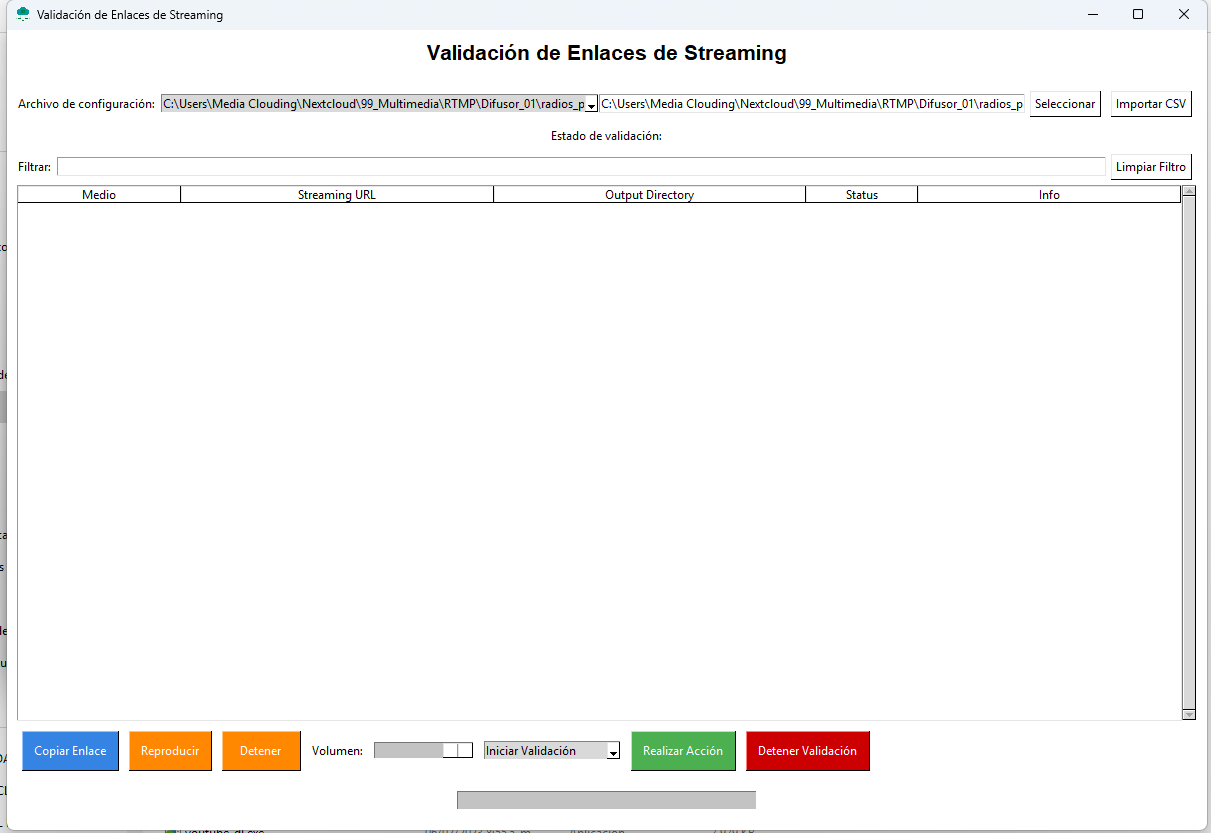 Validación de Enlaces de Streaming
Validación de Enlaces de Streaming
Archivo de configuración: C:\Users\Media Clouding\Nextcloud\99_Multimedia\RTMP\Difusor_01\radios_p C:\Users\Media Clouding\Nextcloud\99_Multimedia\RTMP\Difusor_01\radios_p Seleccionar Importar CSV
Estado de validación:
Filtrar: Limpiar Filtro
Medio Streaming URL Output Directory Status Info
Copiar Enlace Reproducir Detener Volumen: Iniciar Validación Realizar Acción Detener Validación